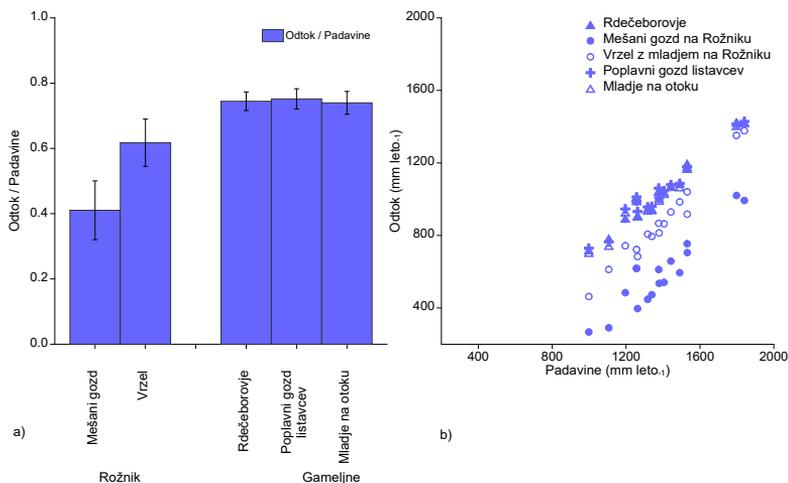 1.0
0.8
0.6
0.4
0.2
0.0
Odtok / Padavine
Odtok / Padavine
Mešani gozd
Vrzel
Rdečeborovje
Poplavni gozd
listavcev
Mladje na otoku
a)
Rožnik
Gameljne
2000
1600
1200
800
400
Odtok (mm leto-1)
Rdečeborovje
Mešani gozd na Rožniku
Vrzel z mladjem na Rožniku
Poplavni gozd listavcev
Mladje na otoku
400
800
1200
1600
2000
Padavine (mm leto-1)
b)